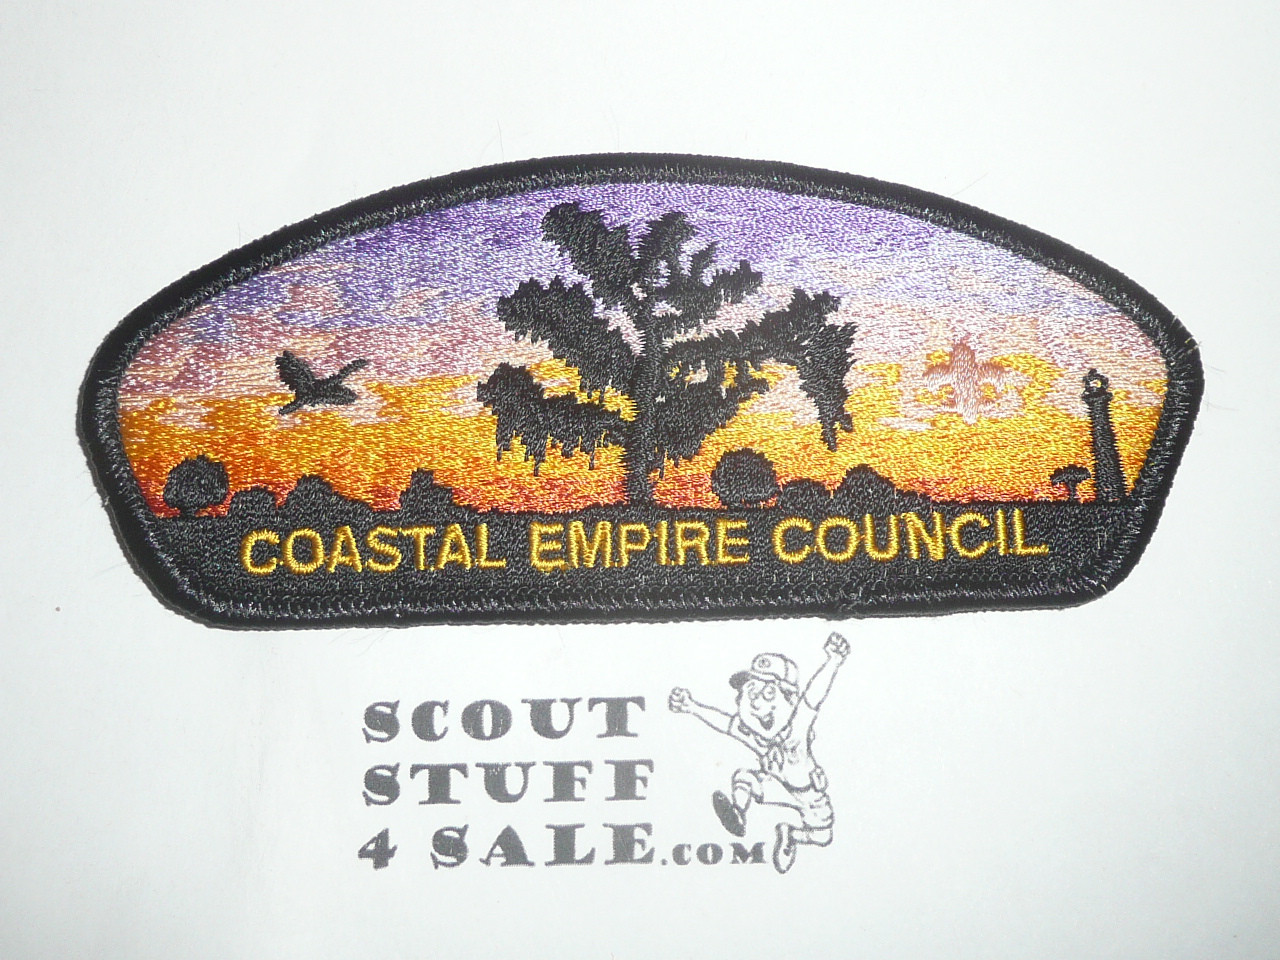 COASTAL EMPIRE COUNCIL
SCOUT
STUFF
4 SALE.COM